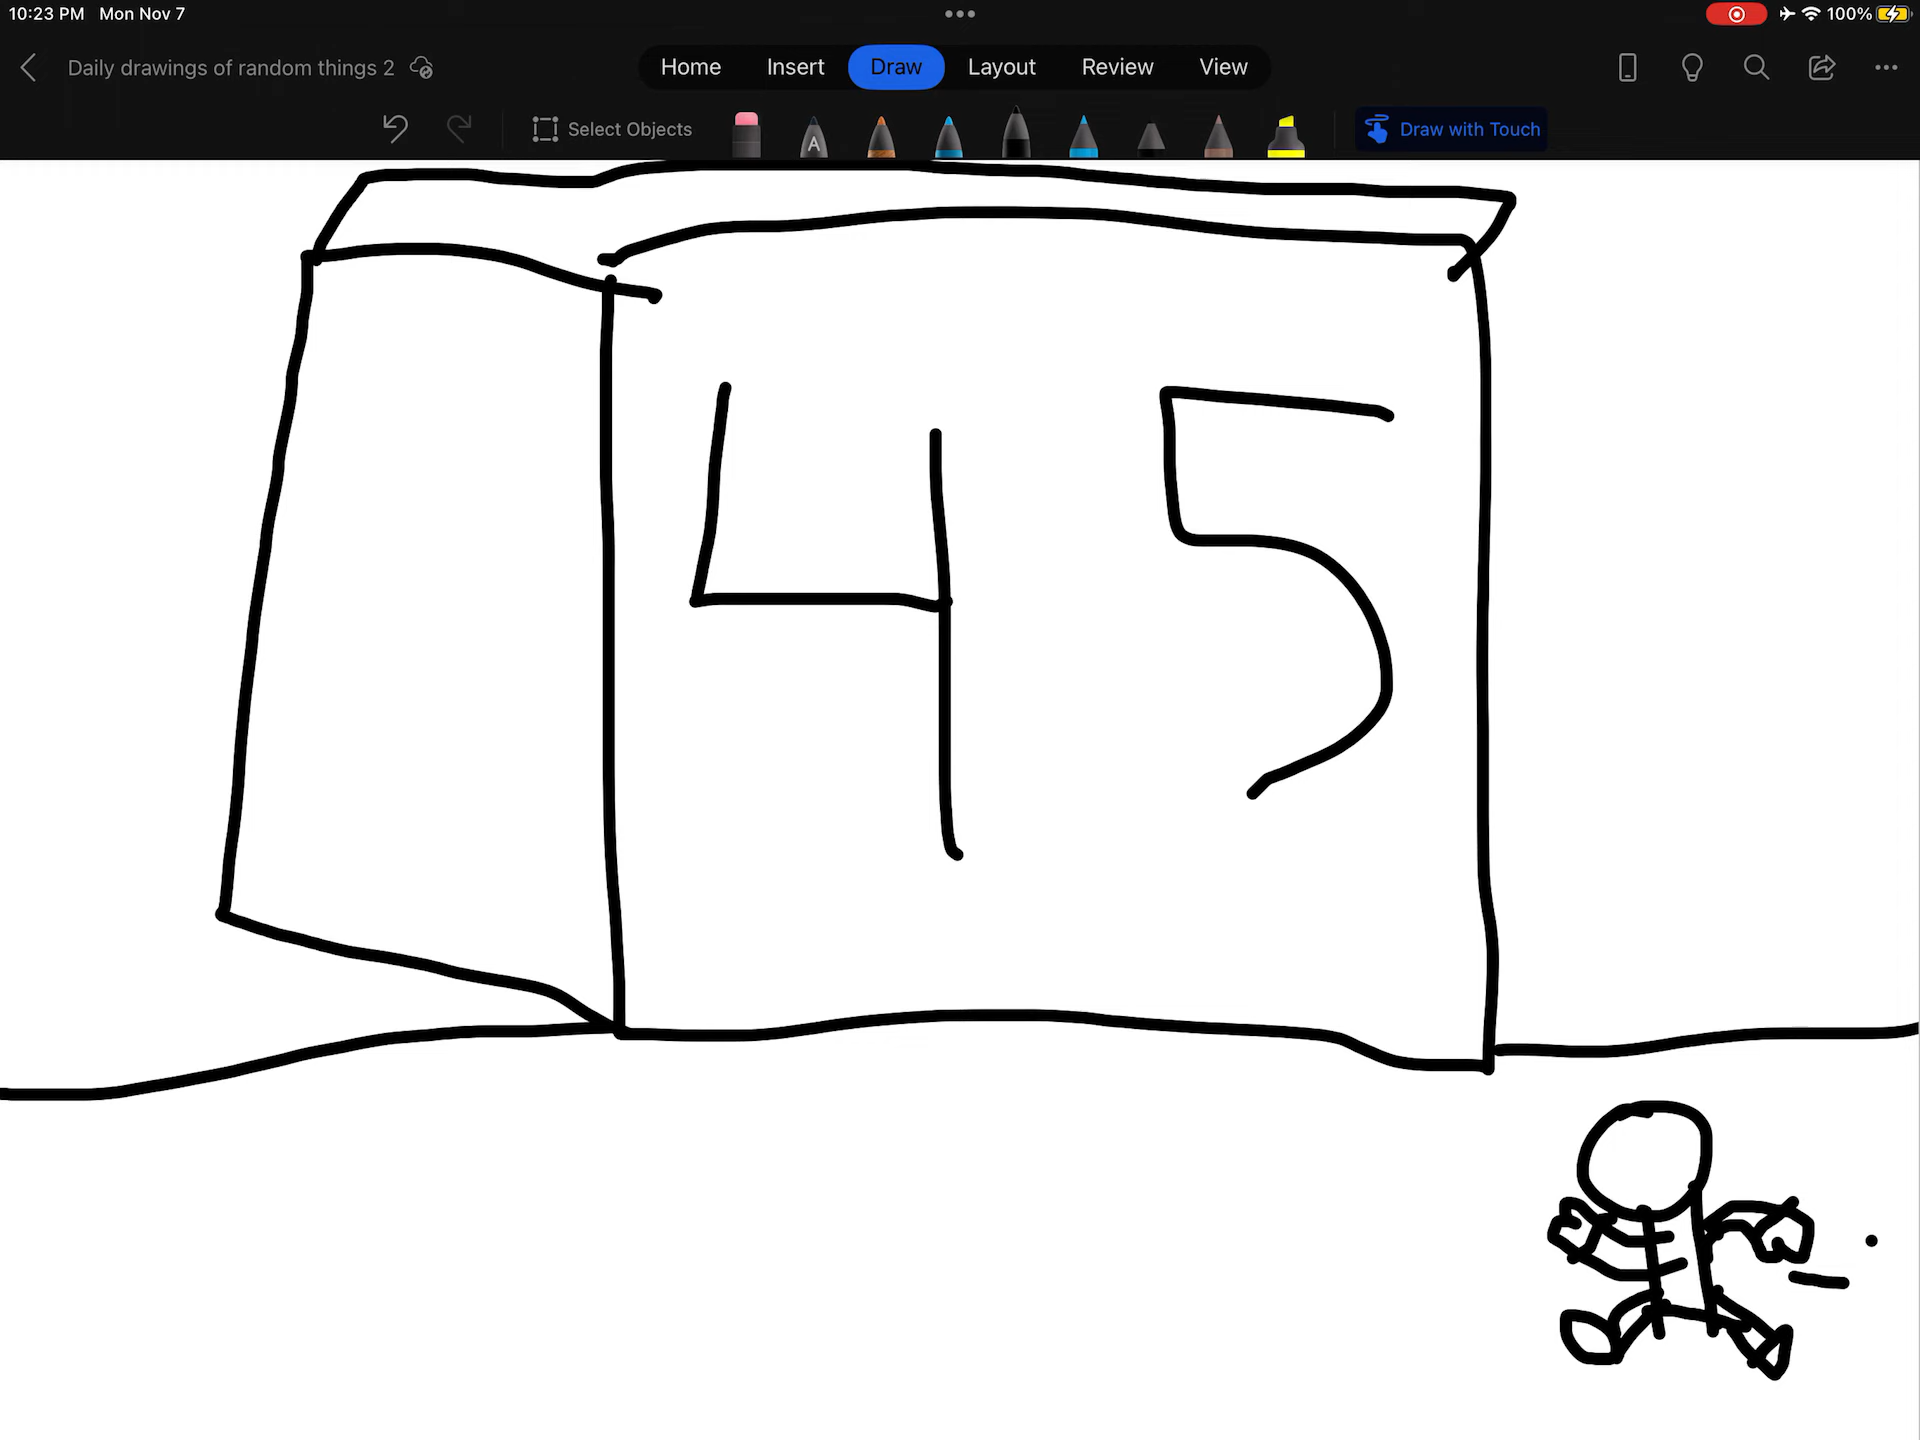 10:23 PM Mon Nov 7 100%
Daily drawings of random things 2 Home Insert Draw Layout Review View
Select Objects A Draw with Touch
45